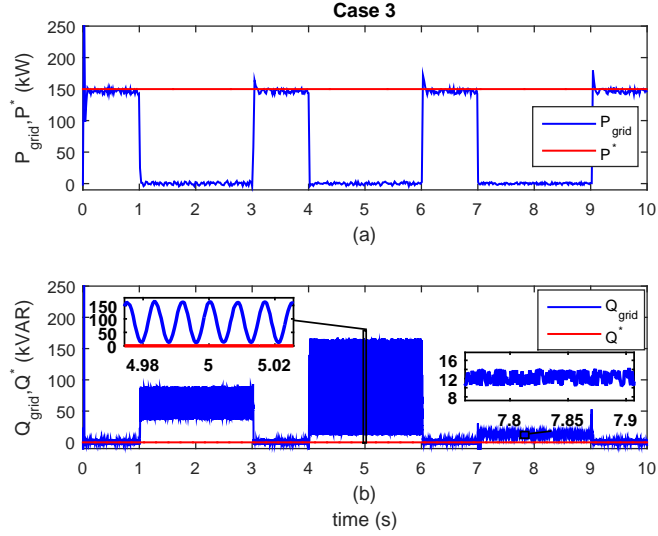 Case 3
250
200
150
100
50
0
P_grid,P^* (kW)
P_grid
P^*
0 1 2 3 4 5 6 7 8 9 10
(a)
250
200
150
100
50
0
Q_grid,Q^* (kVAR)
150
100
50
0
4.98 5 5.02
Q_grid
Q^*
16
12
8
7.8 7.85 7.9
0 1 2 3 4 5 6 7 8 9 10
(b)
time (s)